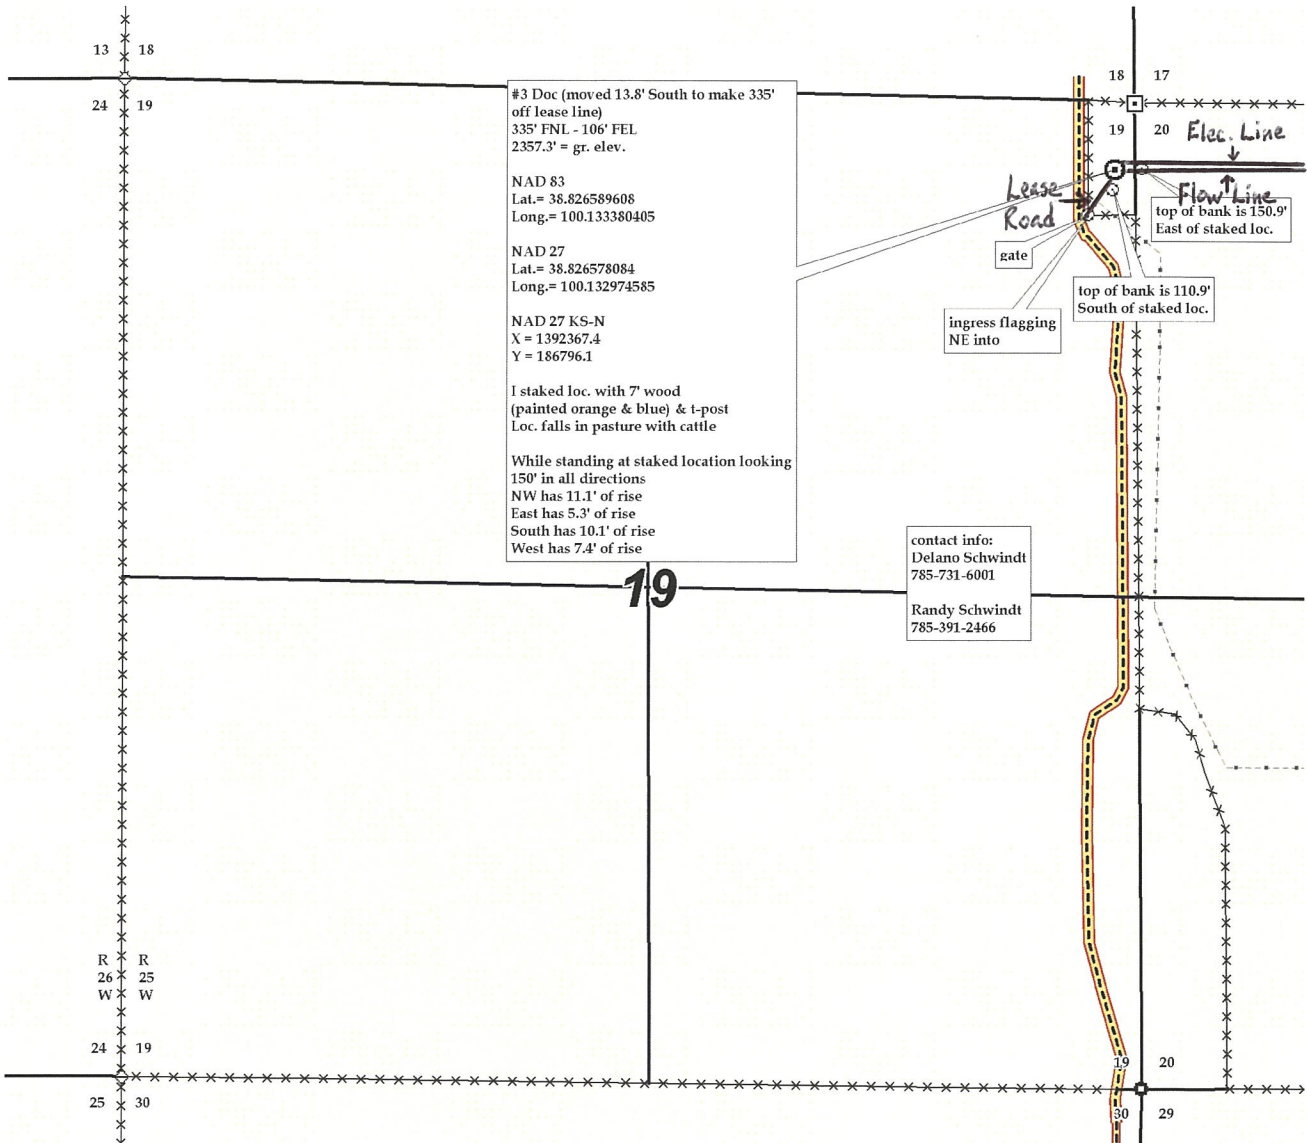 13 18
24 19
#3 Doc (moved 13.8' South to make 335'
off lease line)
335' FNL - 106' FEL
2357.3' = gr. elev.
NAD 83
Lat.= 38.826589608
Long.= 100.133380405
NAD 27
Lat.= 38.826578084
Long.= 100.132974585
NAD 27 KS-N
X = 1392367.4
Y = 186796.1
I staked loc. with 7' wood
(painted orange & blue) & t-post
Loc. falls in pasture with cattle
While standing at staked location looking
150' in all directions
NW has 11.1' of rise
East has 5.3' of rise
South has 10.1' of rise
West has 7.4' of rise
18 17
19 20
Elec. Line
Flow Line
Lease
Road
top of bank is 150.9'
East of staked loc.
gate
top of bank is 110.9'
South of staked loc.
ingress flagging
NE into
contact info:
Delano Schwindt
785-731-6001
Randy Schwindt
785-391-2466
19
R R
26 25
W W
24 19
25 30
19 20
30 29